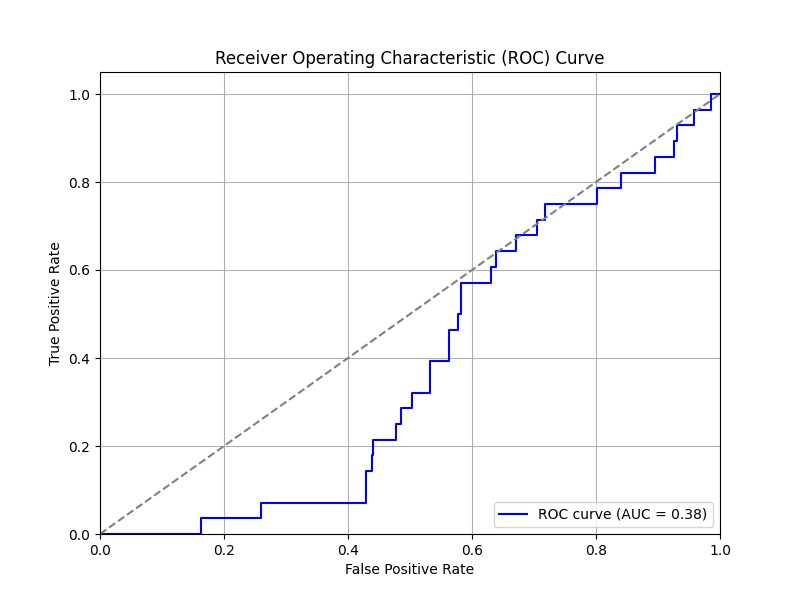 Receiver Operating Characteristic (ROC) Curve
True Positive Rate
1.0
0.8
0.6
0.4
0.2
0.0
0.0 0.2 0.4 0.6 0.8 1.0
False Positive Rate
ROC curve (AUC = 0.38)